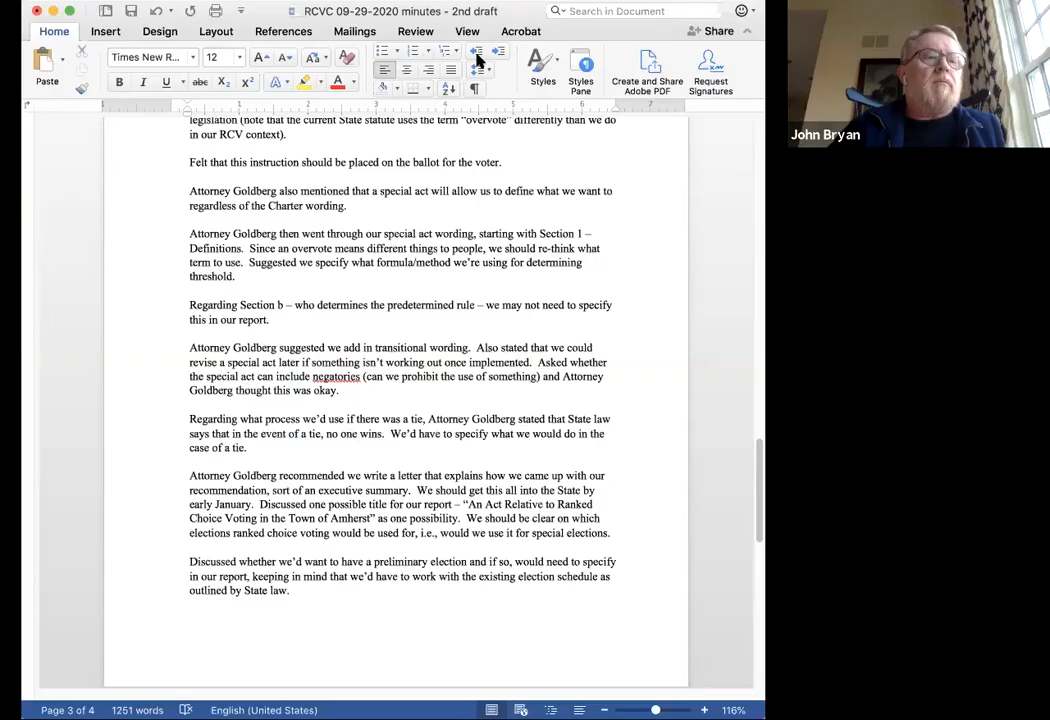 RCVC 09-29-2020 minutes - 2nd draft
Search in Document
Home Insert Design Layout References Mailings Review View Acrobat Share
Paste
Times New R... 12
B I U abc X2 X2 A A
Styles
Styles Pane
Create and Share Adobe PDF
Request Signatures
1 1 2 3 4 5 6 7
legislation (note that the current State statute uses the term “overvote” differently than we do
in our RCV context).
Felt that this instruction should be placed on the ballot for the voter.
Attorney Goldberg also mentioned that a special act will allow us to define what we want to
regardless of the Charter wording.
Attorney Goldberg then went through our special act wording, starting with Section 1 –
Definitions.  Since an overvote means different things to people, we should re-think what
term to use.  Suggested we specify what formula/method we’re using for determining
threshold.
Regarding Section b – who determines the predetermined rule – we may not need to specify
this in our report.
Attorney Goldberg suggested we add in transitional wording.  Also stated that we could
revise a special act later if something isn’t working out once implemented.  Asked whether
the special act can include negatories (can we prohibit the use of something) and Attorney
Goldberg thought this was okay.
Regarding what process we’d use if there was a tie, Attorney Goldberg stated that State law
says that in the event of a tie, no one wins.  We’d have to specify what we would do in the
case of a tie.
Attorney Goldberg recommended we write a letter that explains how we came up with our
recommendation, sort of an executive summary.  We should get this all into the State by
early January.  Discussed one possible title for our report – “An Act Relative to Ranked
Choice Voting in the Town of Amherst” as one possibility.  We should be clear on which
elections ranked choice voting would be used for, i.e., would we use it for special elections.
Discussed whether we’d want to have a preliminary election and if so, would need to specify
in our report, keeping in mind that we’d have to work with the existing election schedule as
outlined by State law.
Page 3 of 4 1251 words English (United States) 116%
John Bryan